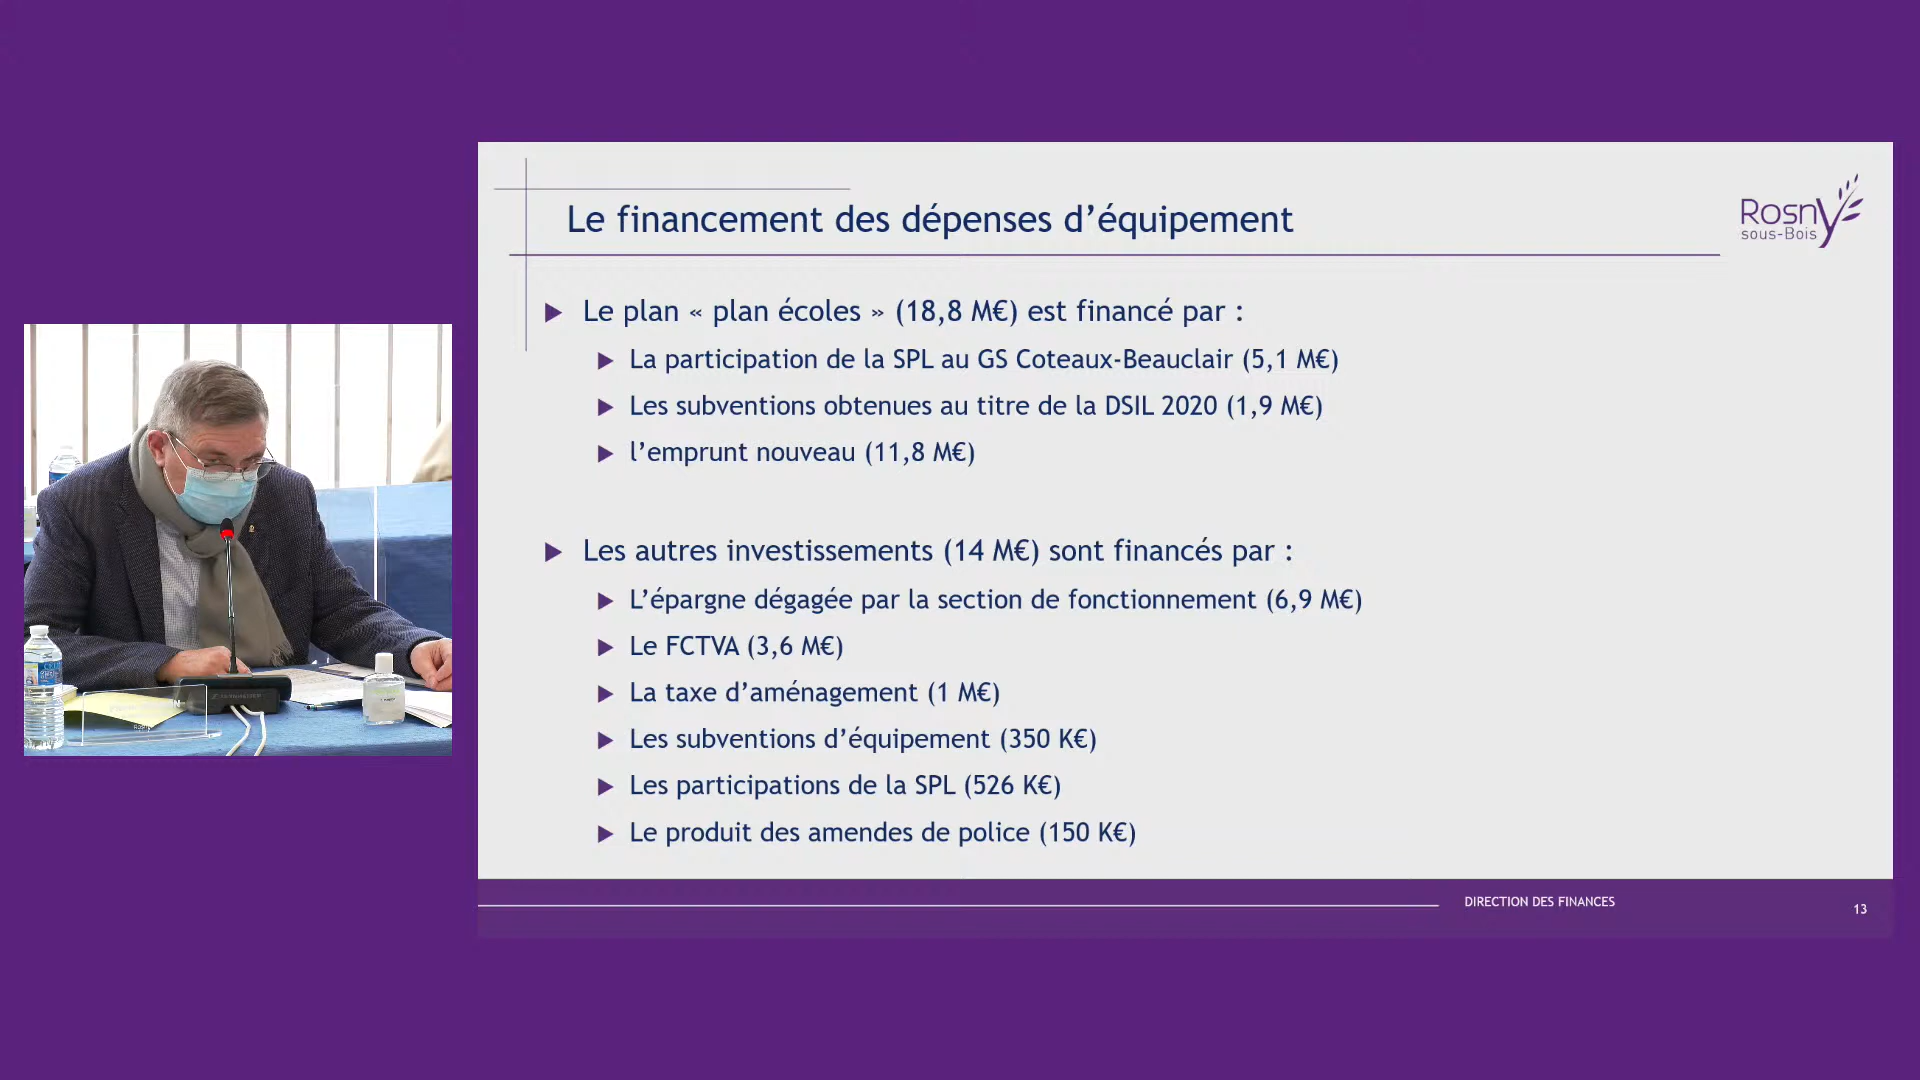 Le financement des dépenses d’équipement
Rosny
sous-Bois
Le plan « plan écoles » (18,8 M€) est financé par :
La participation de la SPL au GS Coteaux-Beauclair (5,1 M€)
Les subventions obtenues au titre de la DSIL 2020 (1,9 M€)
l’emprunt nouveau (11,8 M€)
Les autres investissements (14 M€) sont financés par :
L’épargne dégagée par la section de fonctionnement (6,9 M€)
Le FCTVA (3,6 M€)
La taxe d’aménagement (1 M€)
Les subventions d’équipement (350 K€)
Les participations de la SPL (526 K€)
Le produit des amendes de police (150 K€)
DIRECTION DES FINANCES
13